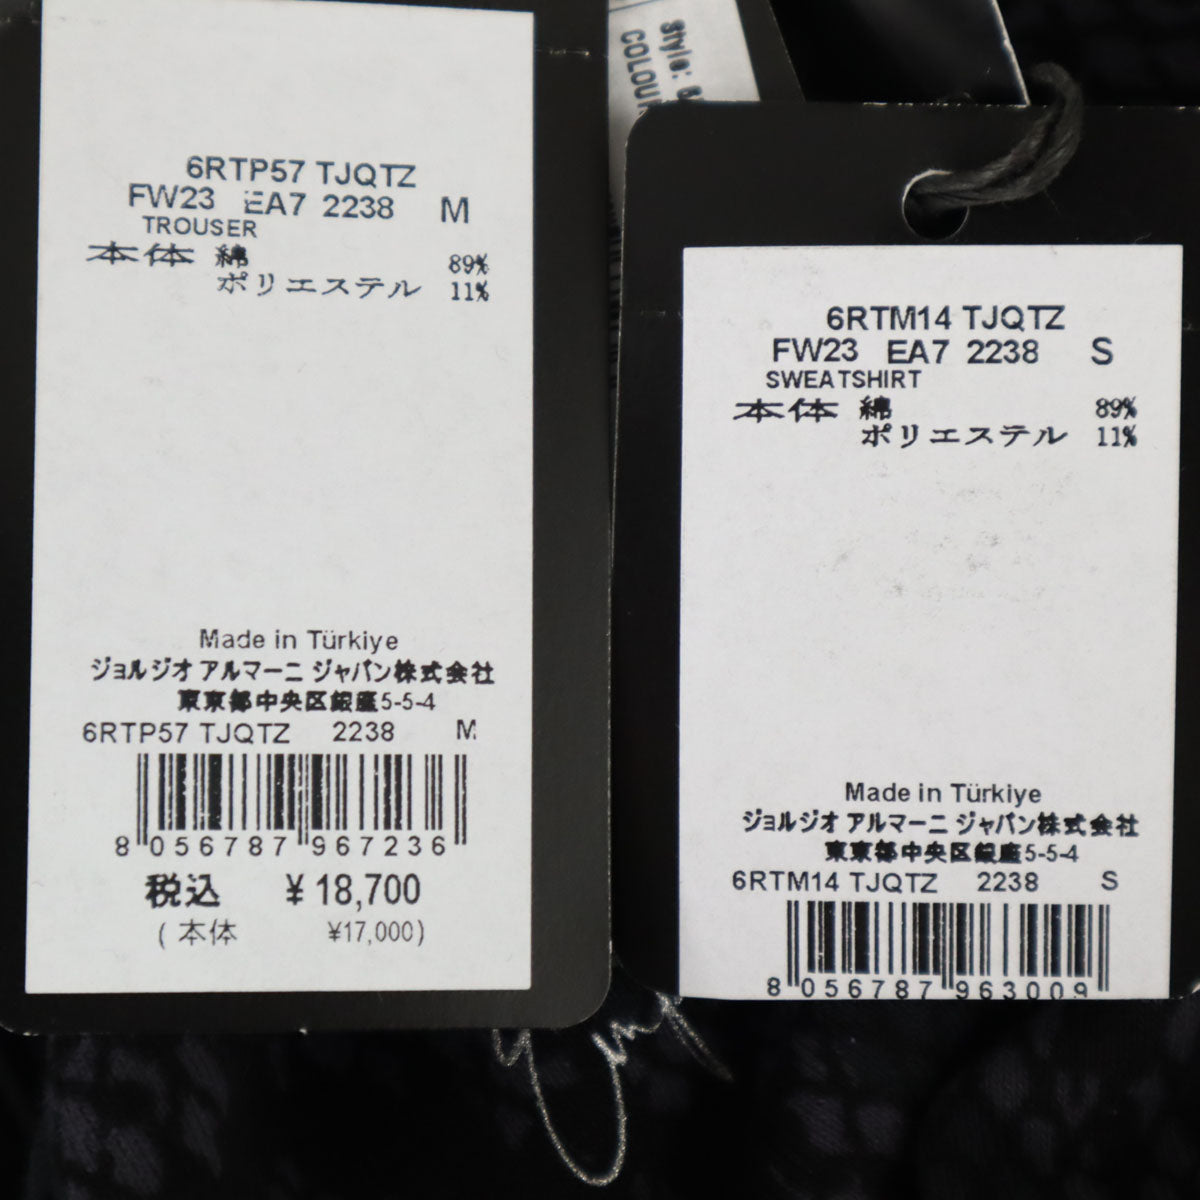 6RTP57 TJQTZ
FW23 EA7 2238 M
TROUSER
本体 綿 89%
ポリエステル 11%
Made in Türkiye
ジョルジオ アルマーニ ジャパン株式会社
東京都中央区銀座5-5-4
6RTP57 TJQTZ 2238 M
8 056787 967236
税込 ¥ 18,700
(本体 ¥17,000)
Style:
COLOUR
6RTM14 TJQTZ
FW23 EA7 2238 S
SWEATSHIRT
本体 綿 89%
ポリエステル 11%
Made in Türkiye
ジョルジオ アルマーニ ジャパン株式会社
東京都中央区銀座5-5-4
6RTM14 TJQTZ 2238 S
8 056787 963009